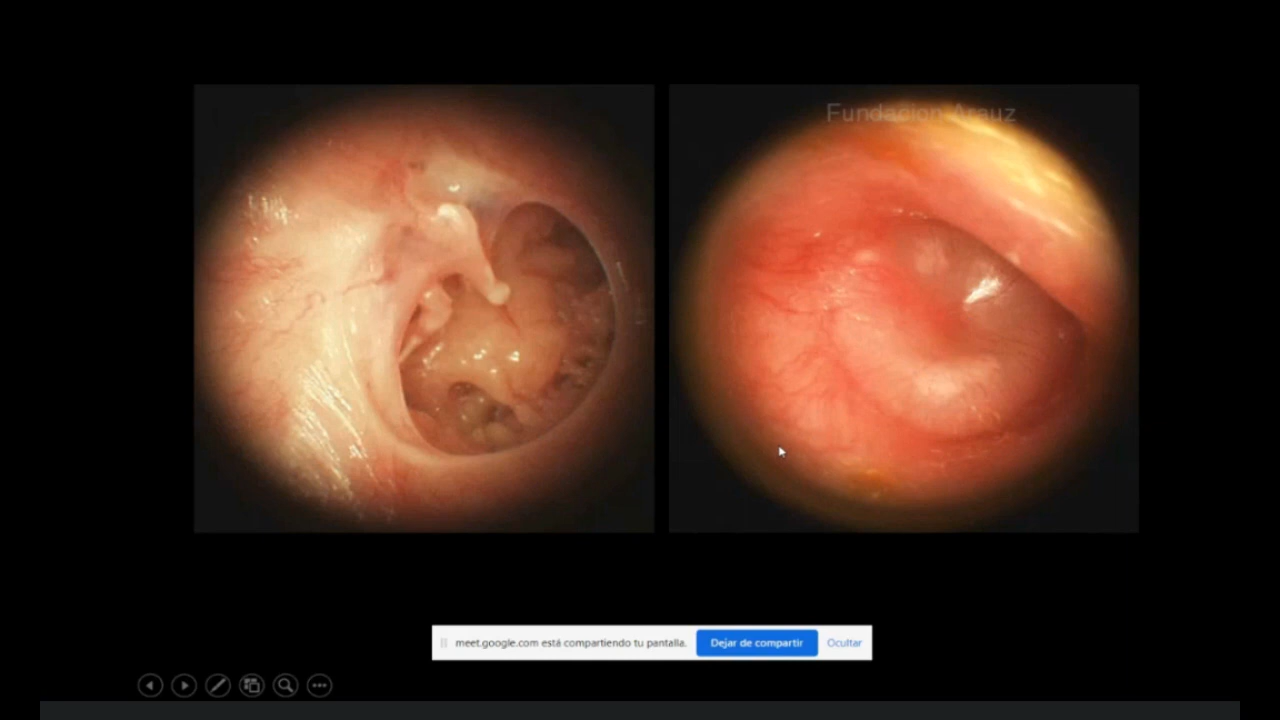 Fundacion Arauz
meet.google.com está compartiendo tu pantalla.
Dejar de compartir
Ocultar